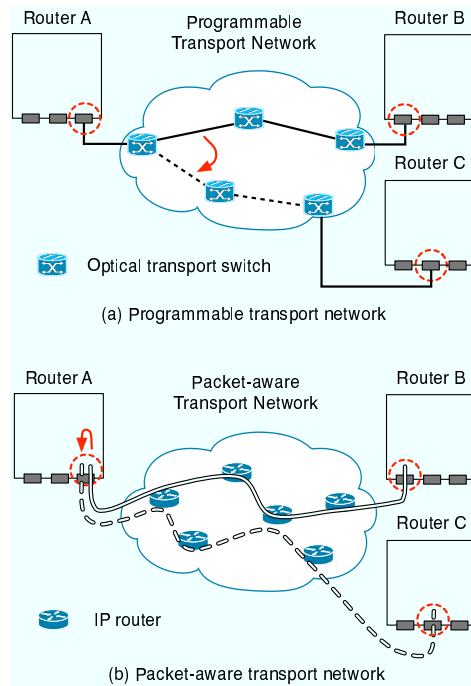 Router A
Programmable
Transport Network
Router B
Router C
Optical transport switch
(a) Programmable transport network
Router A
Packet-aware
Transport Network
Router B
Router C
IP router
(b) Packet-aware transport network